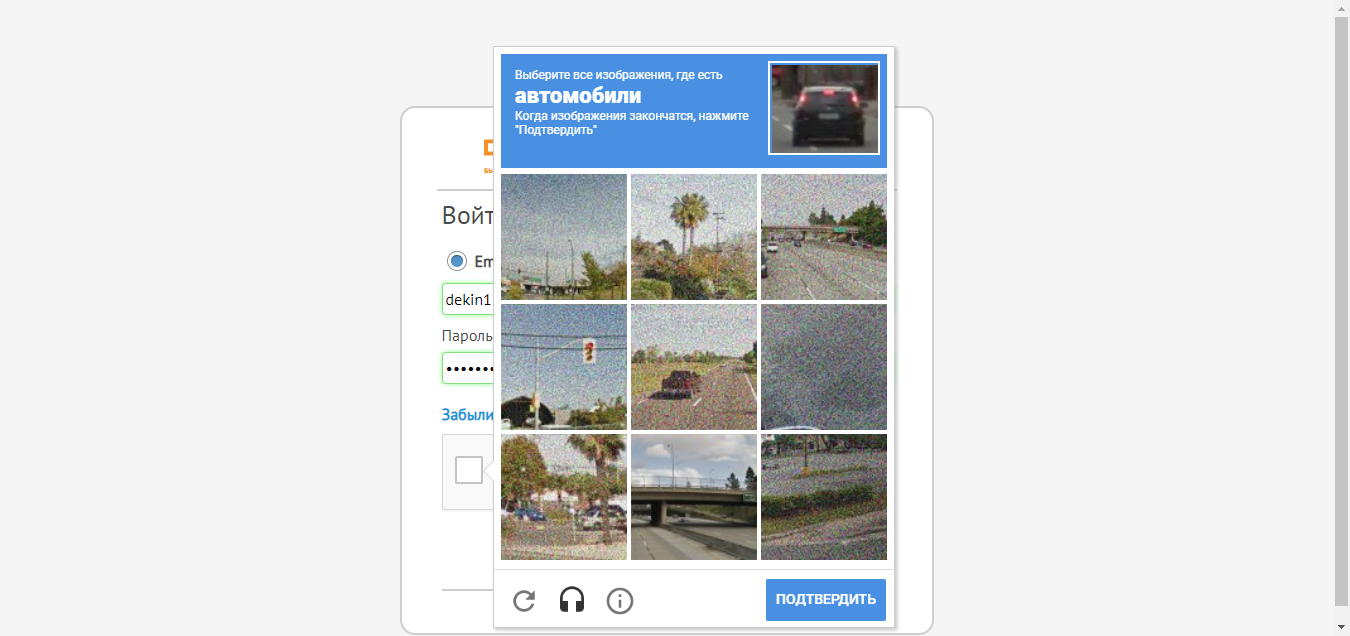 Выберите все изображения, где есть
автомобили
Когда изображения закончатся, нажмите
"Подтвердить"
Войт
Em
dekin1
Пароль
Забыли
ПОДТВЕРДИТЬ